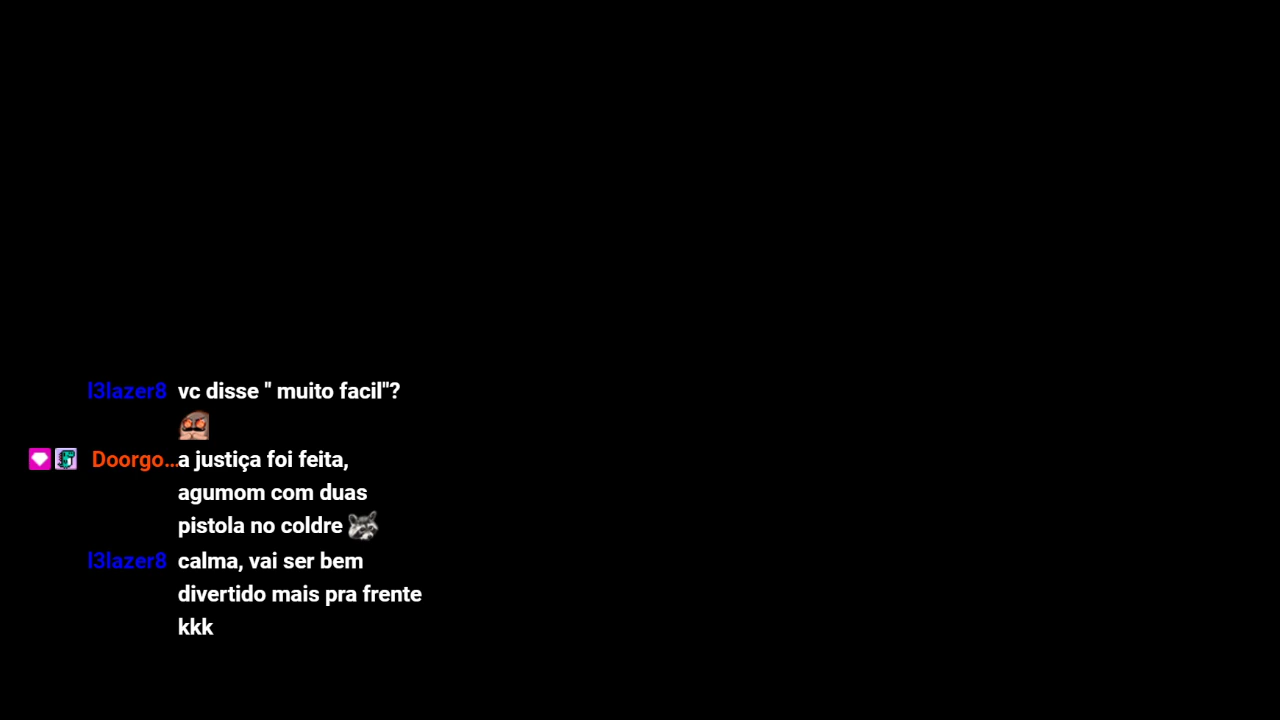 l3lazer8 vc disse " muito facil"?
Doorgo... a justiça foi feita,
agumom com duas
pistola no coldre
l3lazer8 calma, vai ser bem
divertido mais pra frente
kkk